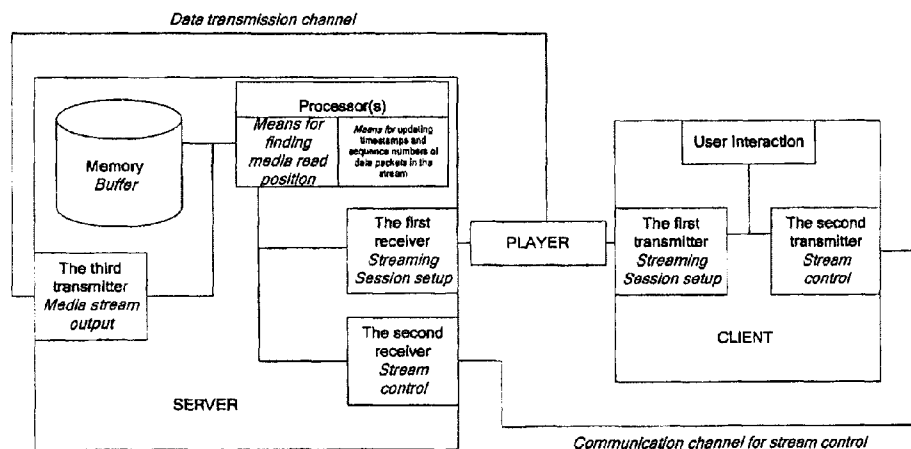 Data transmission channel
Processor(s)
Means for
finding
media read
position
Means for updating
timestamps and
sequence numbers of
data packets in the
stream
Memory
Buffer
User interaction
The first
receiver
Streaming
Session setup
PLAYER
The first
transmitter
Streaming
Session setup
The second
transmitter
Stream
control
The third
transmitter
Media stream
output
The second
receiver
Stream
control
CLIENT
SERVER
Communication channel for stream control